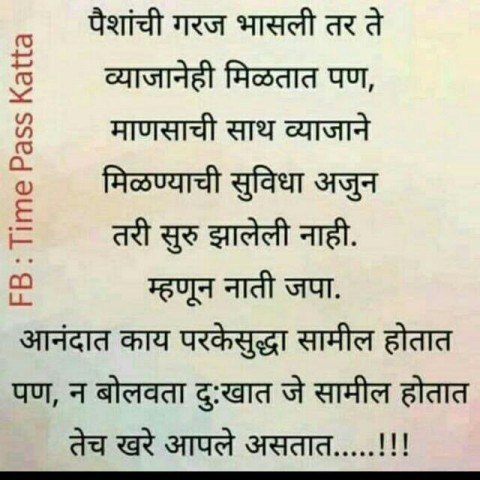 पैशांची गरज भासली तर ते
व्याजानेही मिळतात पण,
माणसाची साथ व्याजाने
मिळण्याची सुविधा अजुन
तरी सुरु झालेली नाही.
म्हणून नाती जपा.
आनंदात काय परकेसुद्धा सामील होतात
पण, न बोलवता दु:खात जे सामील होतात
तेच खरे आपले असतात.....!!!
FB : Time Pass Katta